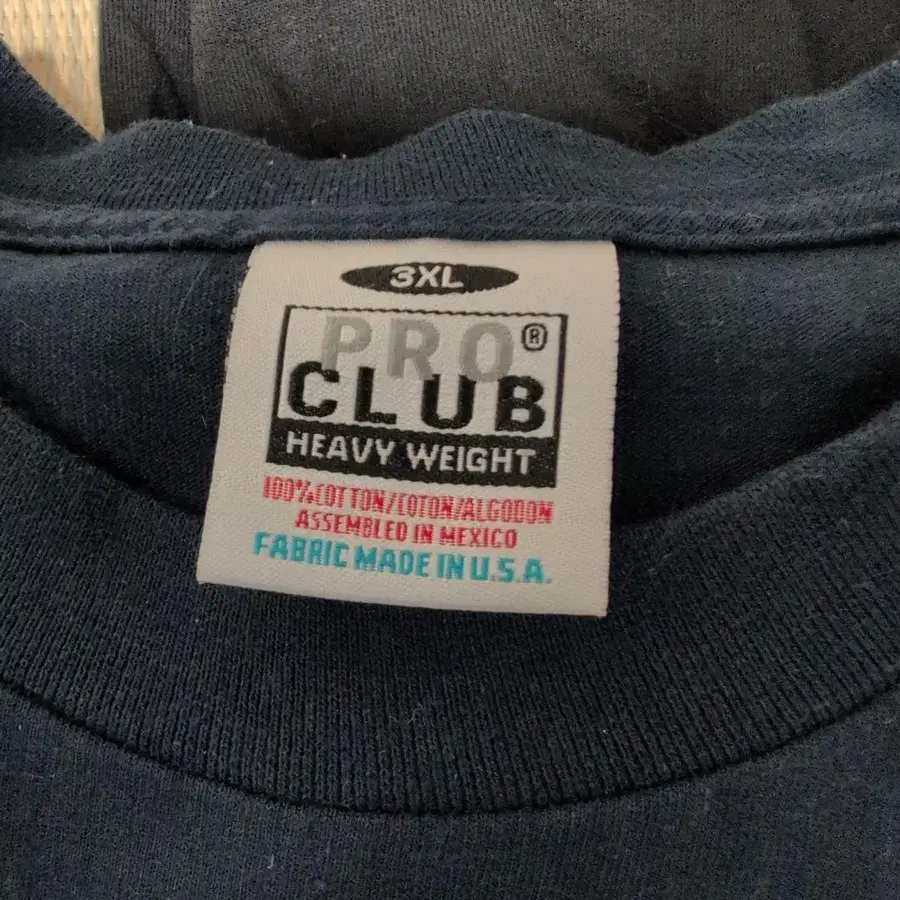 3XL
PRO®
CLUB
HEAVY WEIGHT
100% COTTON/COTON/ALGODON
ASSEMBLED IN MEXICO
FABRIC MADE IN U.S.A.